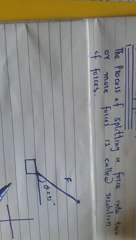 The process of splitting a force into two
or more forces is called resolution
of forces.
F